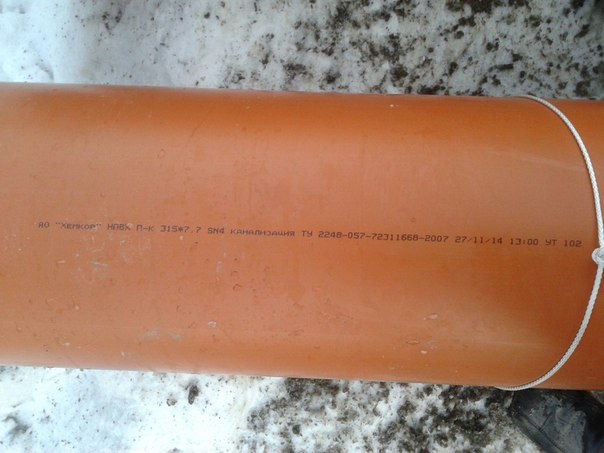 АО "ХЕМКОР" НПВХ П-К 315*7.7 SN4 КАНАЛИЗАЦИЯ ТУ 2248-057-72311668-2007 27/11/14 13:00 УТ 102